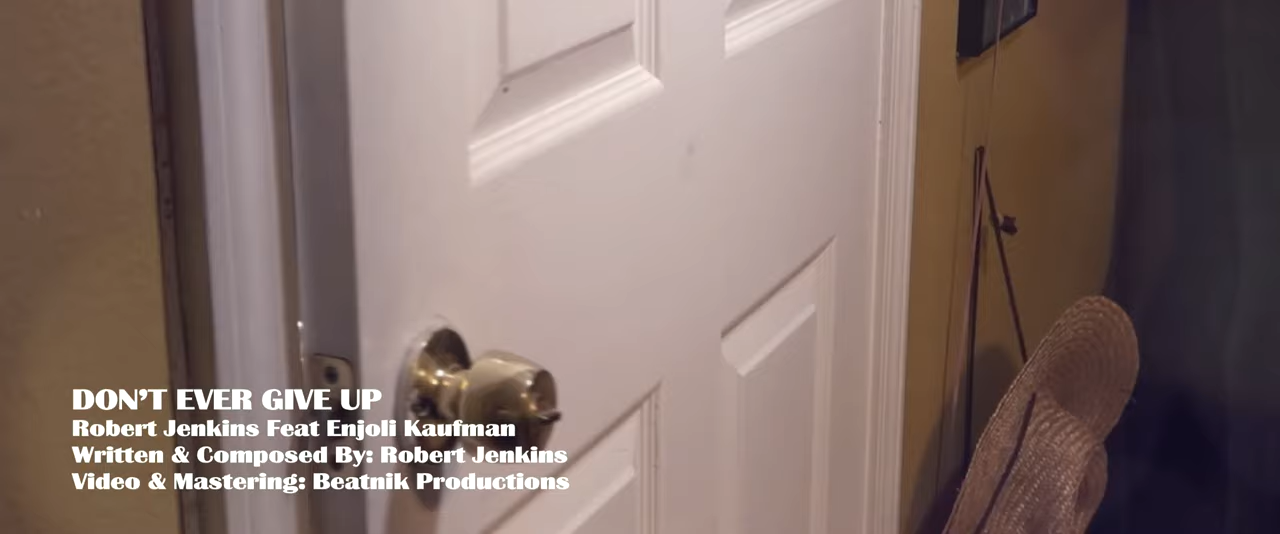 DON'T EVER GIVE UP
Robert Jenkins Feat Enjoli Kaufman
Written & Composed By: Robert Jenkins
Video & Mastering: Beatnik Productions